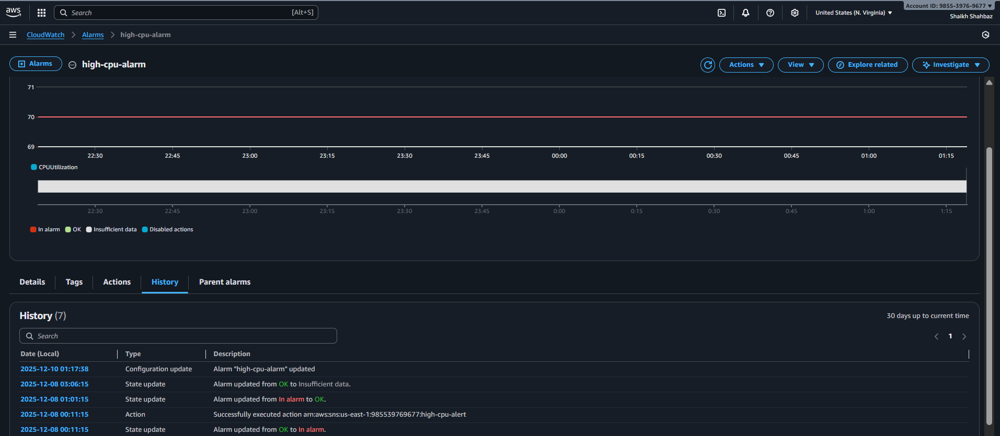 aws
Search [Alt+S]
United States (N. Virginia)
Account ID: 9855-3976-9677
Shaikh Shahbaz
CloudWatch
Alarms
high-cpu-alarm
Alarms
high-cpu-alarm
Actions
View
Explore related
Investigate
71
70
69
22:30 22:45 23:00 23:15 23:30 23:45 00:00 00:15 00:30 00:45 01:00 01:15
CPUUtilization
22:30 22:45 23:00 23:15 23:30 23:45 0:00 0:15 0:30 0:45 1:00 1:15
In alarm OK Insufficient data Disabled actions
Details Tags Actions History Parent alarms
History (7)
30 days up to current time
Search
1
Date (Local) Type Description
2025-12-10 01:17:38 Configuration update Alarm "high-cpu-alarm" updated
2025-12-08 03:06:15 State update Alarm updated from OK to Insufficient data.
2025-12-08 01:01:15 State update Alarm updated from In alarm to OK.
2025-12-08 00:11:15 Action Successfully executed action arn:aws:sns:us-east-1:985539769677:high-cpu-alert
2025-12-08 00:11:15 State update Alarm updated from OK to In alarm.